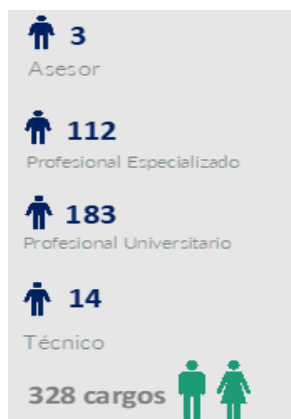 3
Asesor
112
Profesional Especializado
183
Profesional Universitario
14
Técnico
328 cargos